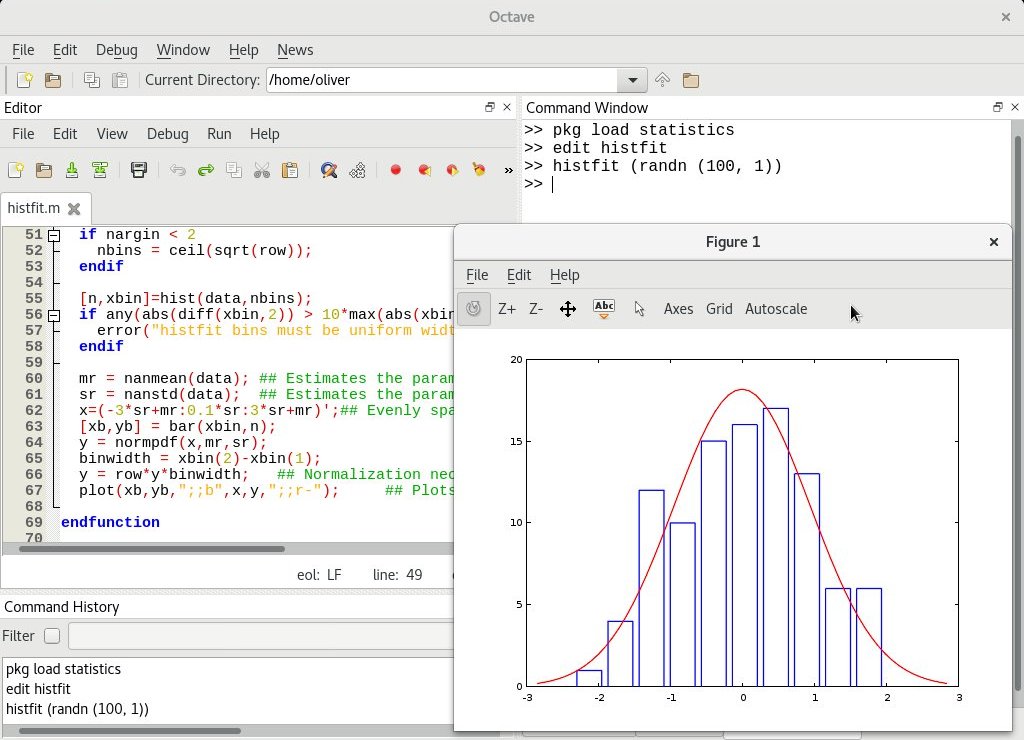 Octave
File Edit Debug Window Help News
Current Directory: /home/oliver
Editor
File Edit View Debug Run Help
»
histfit.m
51 if nargin < 2
52 nbins = ceil(sqrt(row));
53 endif
54
55 [n,xbin]=hist(data,nbins);
56 if any(abs(diff(xbin,2)) > 10*max(abs(xbin
57 error("histfit bins must be uniform widt
58 endif
59
60 mr = nanmean(data); ## Estimates the param
61 sr = nanstd(data); ## Estimates the param
62 x=(-3*sr+mr:0.1*sr:3*sr+mr)';## Evenly spa
63 [xb,yb] = bar(xbin,n);
64 y = normpdf(x,mr,sr);
65 binwidth = xbin(2)-xbin(1);
66 y = row*y*binwidth; ## Normalization nec
67 plot(xb,yb,";;b",x,y,";;r-"); ## Plots
68
69 endfunction
70
eol: LF line: 49
Command History
Filter
pkg load statistics
edit histfit
histfit (randn (100, 1))
Command Window
>> pkg load statistics
>> edit histfit
>> histfit (randn (100, 1))
>>
Figure 1
File Edit Help
Z+ Z- Abc Axes Grid Autoscale
20
15
10
5
0
-3 -2 -1 0 1 2 3